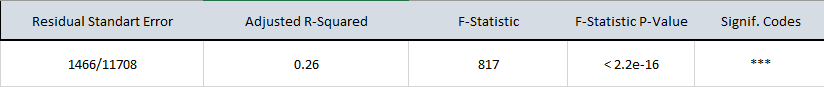 Residual Standart Error Adjusted R-Squared F-Statistic F-Statistic P-Value Signif. Codes
1466/11708 0.26 817 < 2.2e-16 ***